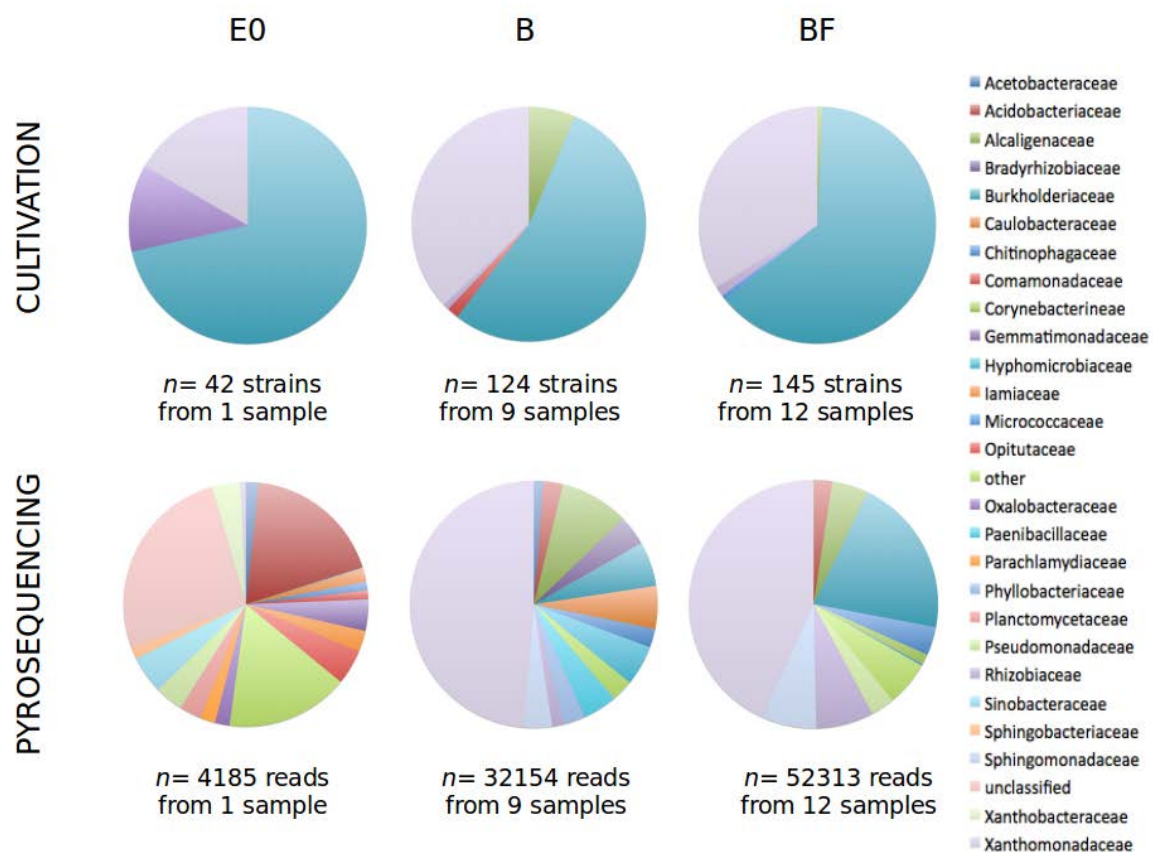 E0 B BF
CULTIVATION
n= 42 strains
from 1 sample
n= 124 strains
from 9 samples
n= 145 strains
from 12 samples
PYROSEQUENCING
n= 4185 reads
from 1 sample
n= 32154 reads
from 9 samples
n= 52313 reads
from 12 samples
Acetobacteraceae
Acidobacteriaceae
Alcaligenaceae
Bradyrhizobiaceae
Burkholderiaceae
Caulobacteraceae
Chitinophagaceae
Comamonadaceae
Corynebacterineae
Gemmatimonadaceae
Hyphomicrobiaceae
Iamiaceae
Micrococcaceae
Opitutaceae
other
Oxalobacteraceae
Paenibacillaceae
Parachlamydiaceae
Phyllobacteriaceae
Planctomycetaceae
Pseudomonadaceae
Rhizobiaceae
Sinobacteraceae
Sphingobacteriaceae
Sphingomonadaceae
unclassified
Xanthobacteraceae
Xanthomonadaceae